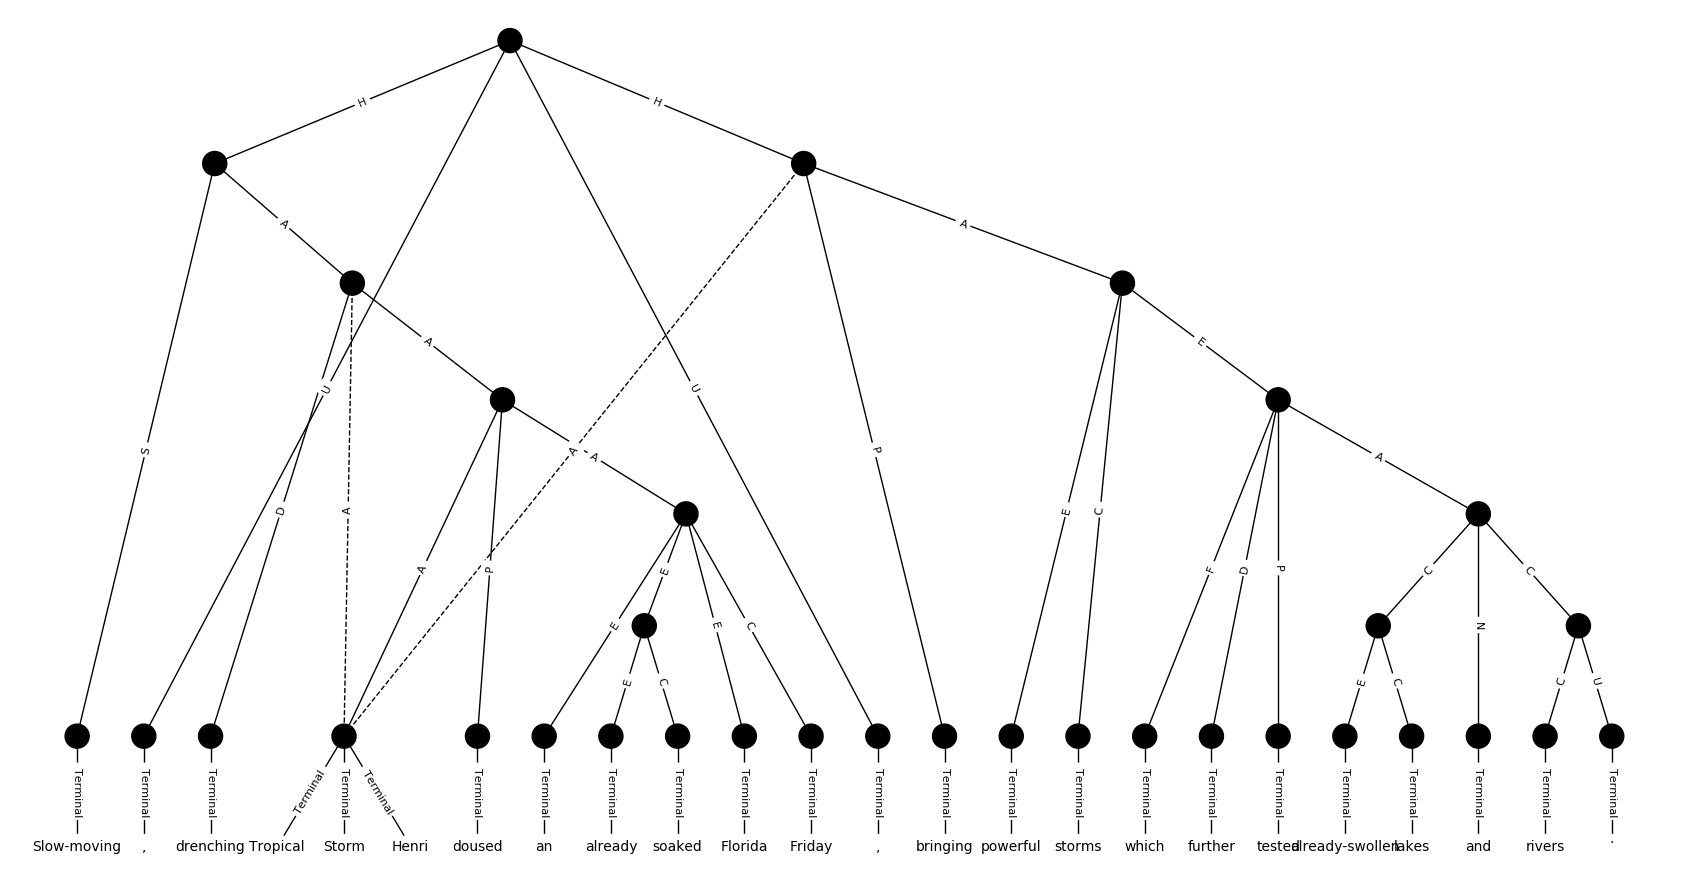 H H
A A
S A E
U U
D A A A P E C A
A P E E E C F D P C N C
E C E C C U
Terminal Terminal Terminal Terminal Terminal Terminal Terminal Terminal Terminal Terminal Terminal Terminal Terminal Terminal Terminal Terminal Terminal Terminal Terminal Terminal Terminal Terminal Terminal Terminal
Slow-moving , drenching Tropical Storm Henri doused an already soaked Florida Friday , bringing powerful storms which further tested already-swollen lakes and rivers .